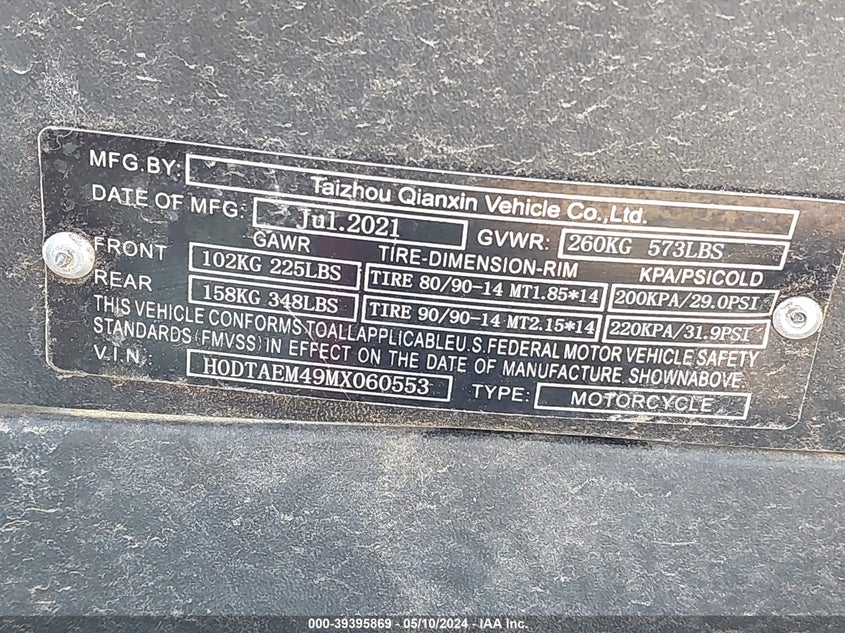 MFG.BY: Taizhou Qianxin Vehicle Co.,Ltd.
DATE OF MFG: Jul.2021 GVWR: 260KG 573LBS
GAWR TIRE-DIMENSION-RIM KPA/PSICOLD
FRONT 102KG 225LBS TIRE 80/90-14 MT1.85*14 200KPA/29.0PSI
REAR 158KG 348LBS TIRE 90/90-14 MT2.15*14 220KPA/31.9PSI
THIS VEHICLE CONFORMS TOALLAPPLICABLEU.S.FEDERAL MOTOR VEHICLE SAFETY
STANDARDS(FMVSS)IN EFFECT ON THE DATE OF MANUFACTURE SHOWNABOVE.
V.I.N. H0DTAEM49MX060553 TYPE: MOTORCYCLE
000-39395869 - 05/10/2024 - IAA Inc.